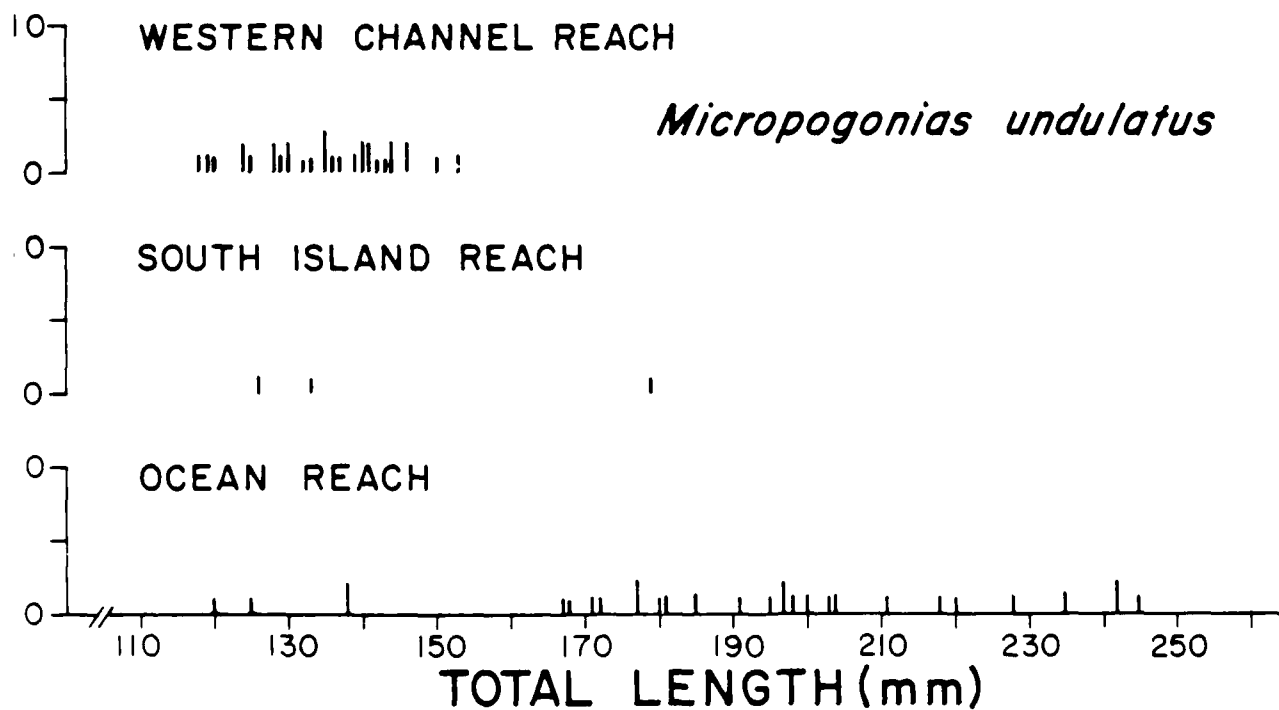 10
WESTERN CHANNEL REACH
Micropogonias undulatus
0
0
SOUTH ISLAND REACH
0
0
OCEAN REACH
0
110 130 150 170 190 210 230 250
TOTAL LENGTH (mm)